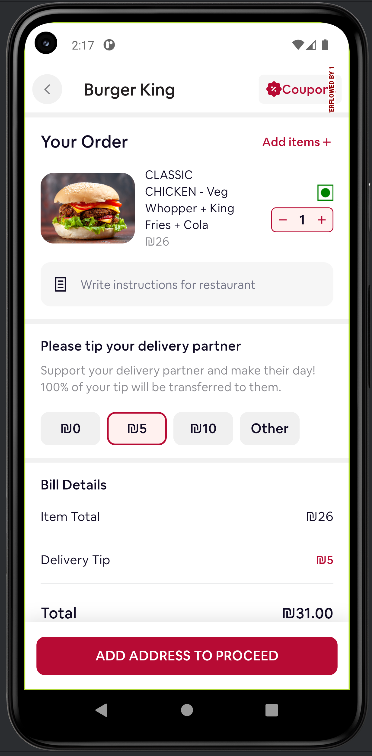 2:17
Burger King
Coupon
ERFLOWED BY 1
Your Order
Add items +
CLASSIC
CHICKEN - Veg
Whopper + King
Fries + Cola
₪26
− 1 +
Write instructions for restaurant
Please tip your delivery partner
Support your delivery partner and make their day!
100% of your tip will be transferred to them.
₪0
₪5
₪10
Other
Bill Details
Item Total
₪26
Delivery Tip
₪5
Total
₪31.00
ADD ADDRESS TO PROCEED